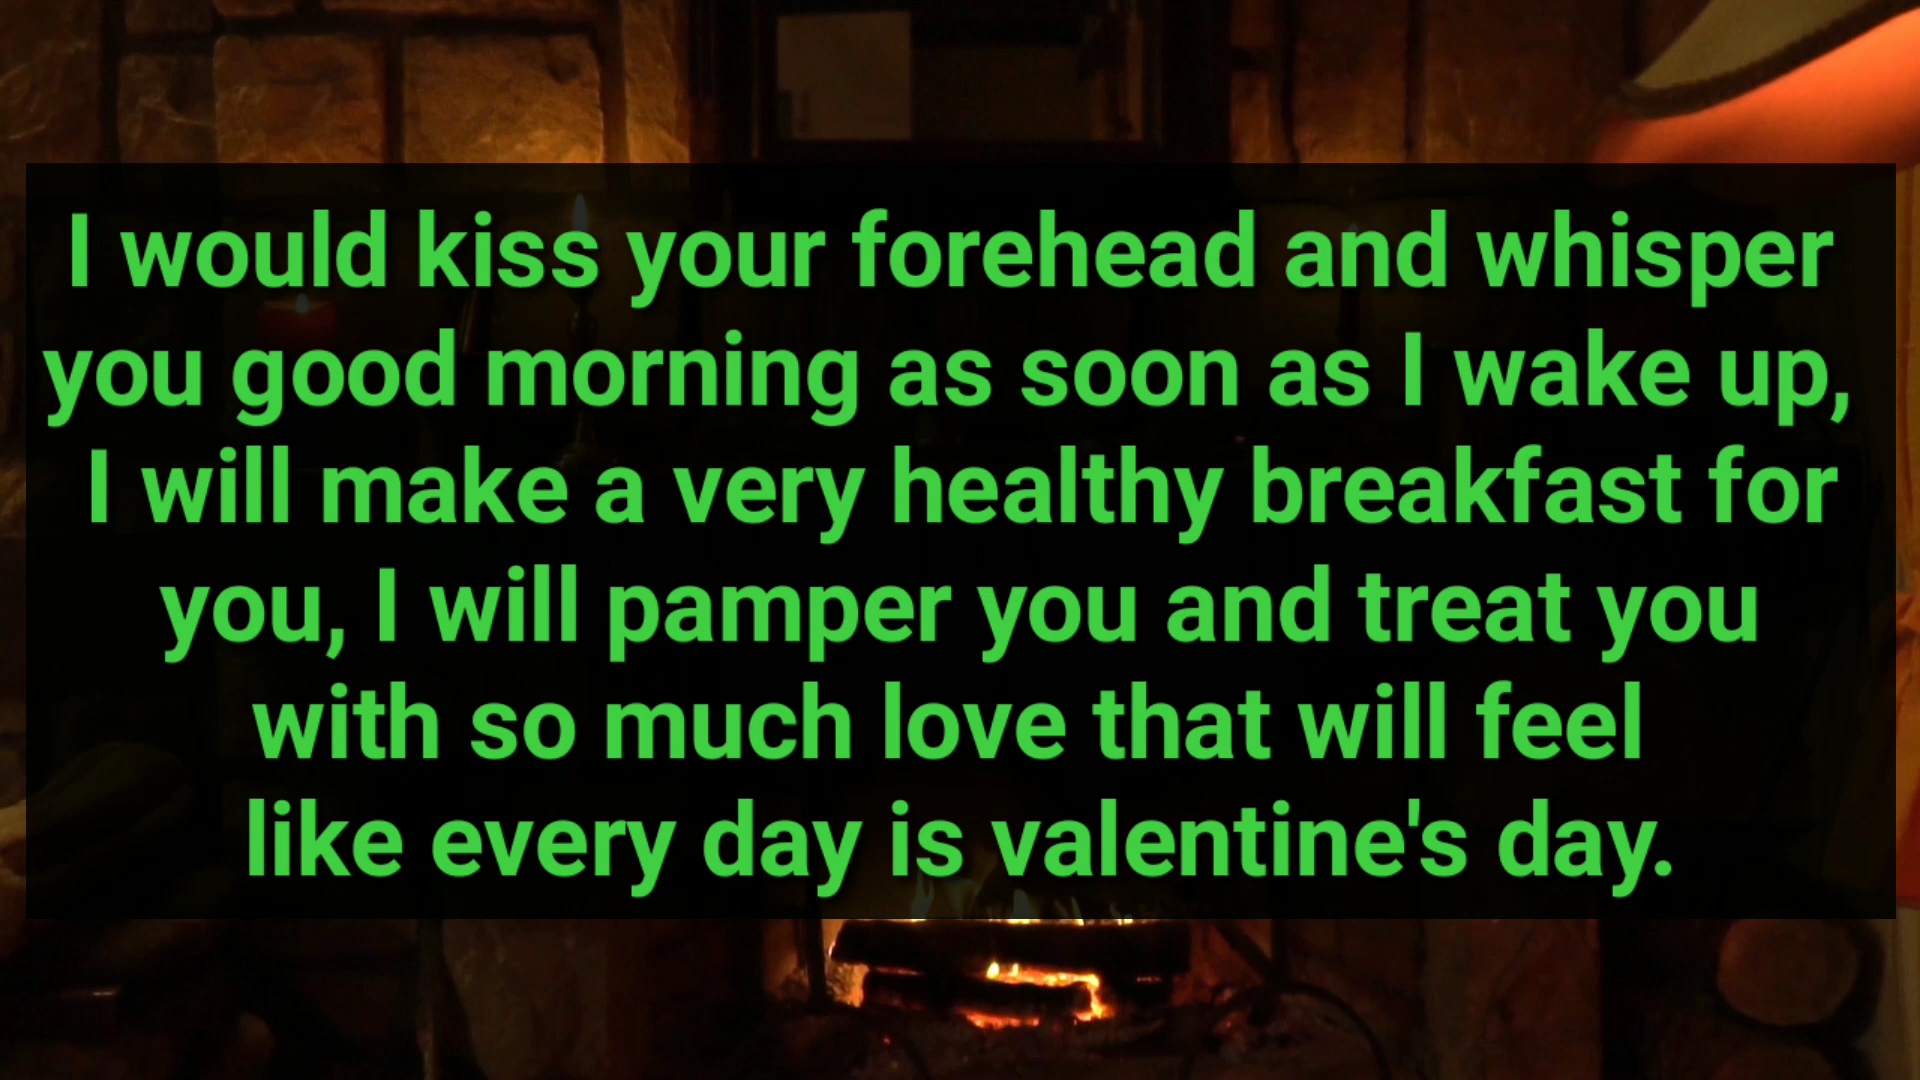 I would kiss your forehead and whisper
you good morning as soon as I wake up,
I will make a very healthy breakfast for
you, I will pamper you and treat you
with so much love that will feel
like every day is valentine's day.